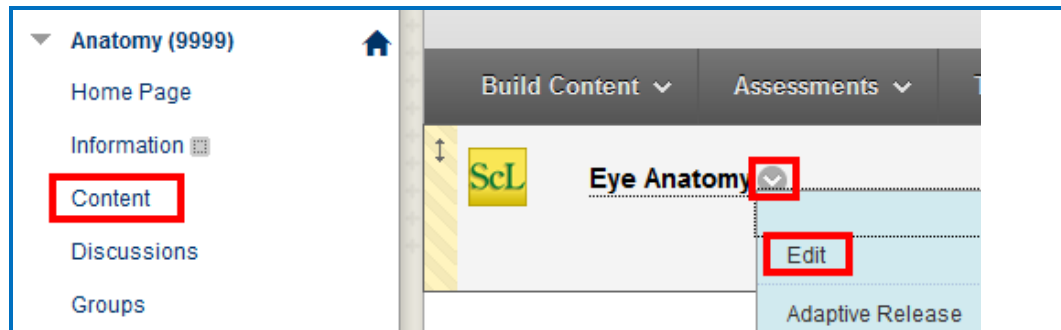 Anatomy (9999)
Home Page
Information
Content
Discussions
Groups
Build Content
Assessments
T
ScL
Eye Anatomy
Edit
Adaptive Release